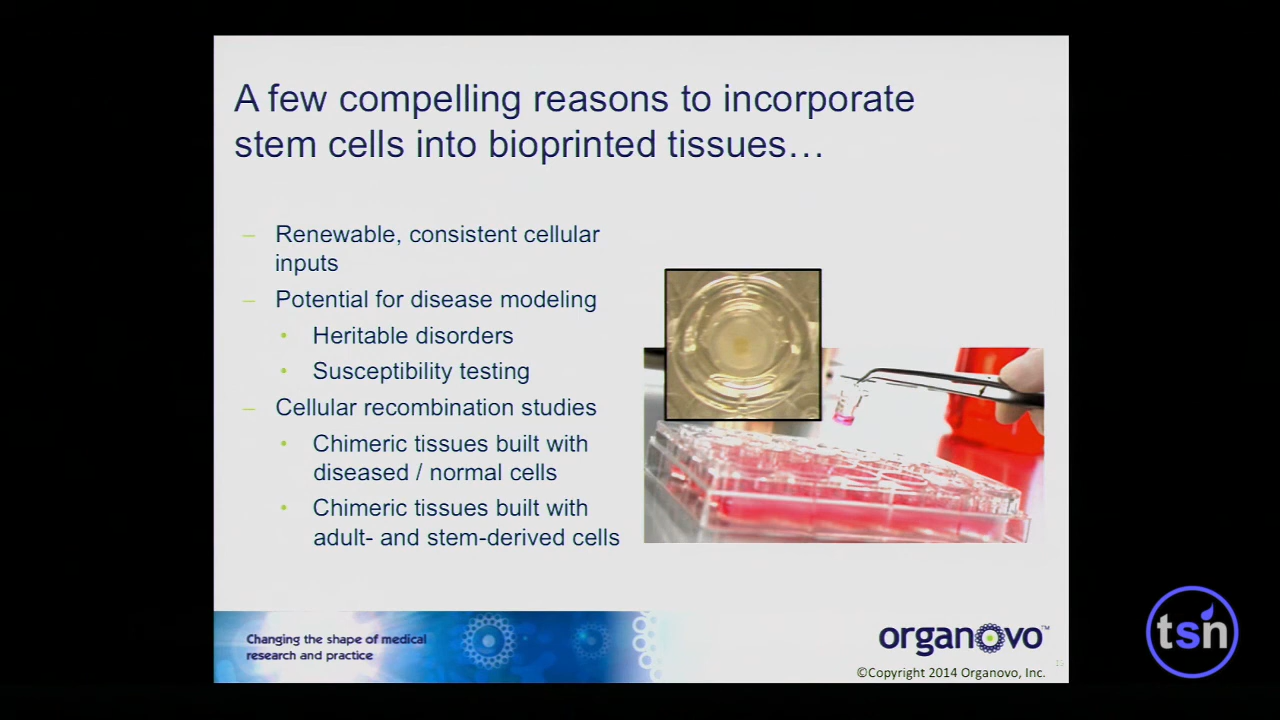 A few compelling reasons to incorporate
stem cells into bioprinted tissues…
– Renewable, consistent cellular
inputs
– Potential for disease modeling
• Heritable disorders
• Susceptibility testing
– Cellular recombination studies
• Chimeric tissues built with
diseased / normal cells
• Chimeric tissues built with
adult- and stem-derived cells
Changing the shape of medical
research and practice
organovo™
©Copyright 2014 Organovo, Inc.
tsn